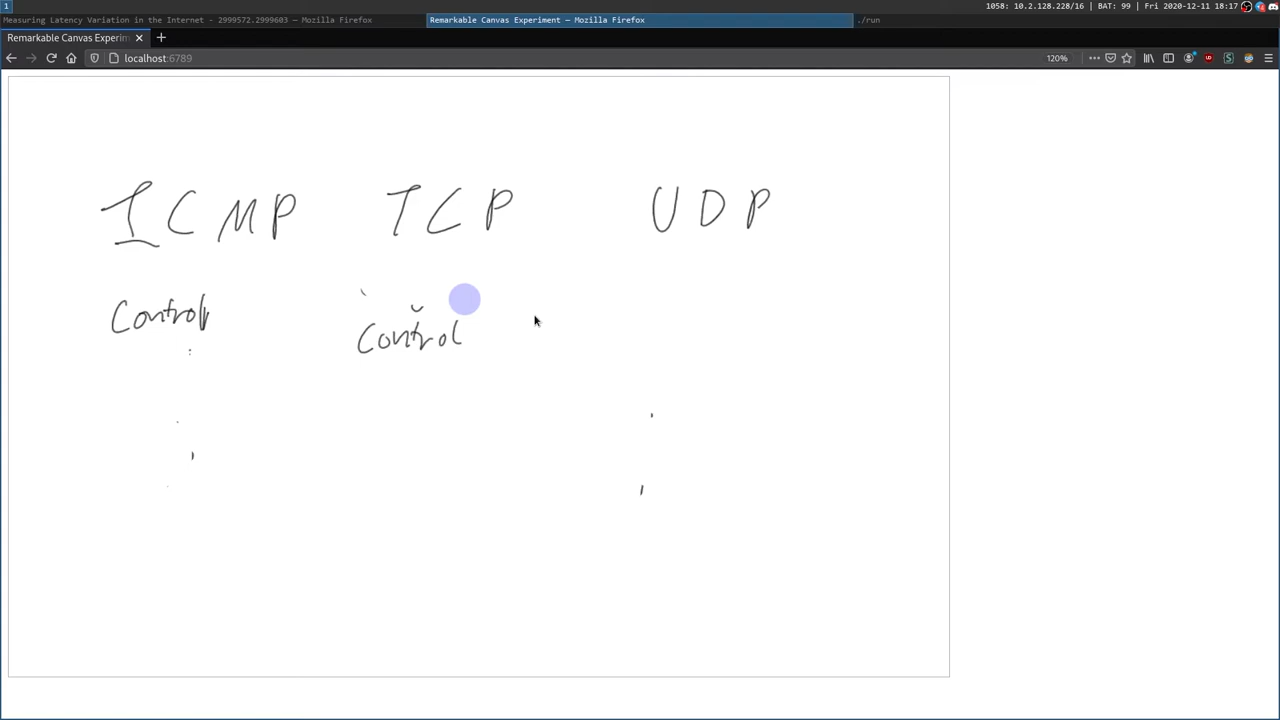 1
Measuring Latency Variation in the Internet - 2999572.2999603 — Mozilla Firefox
Remarkable Canvas Experiment — Mozilla Firefox
./run
1058: 10.2.128.228/16 | BAT: 99 | Fri 2020-12-11 18:17
Remarkable Canvas Experim
localhost:6789
120%
ICMP TCP UDP
Control
Control